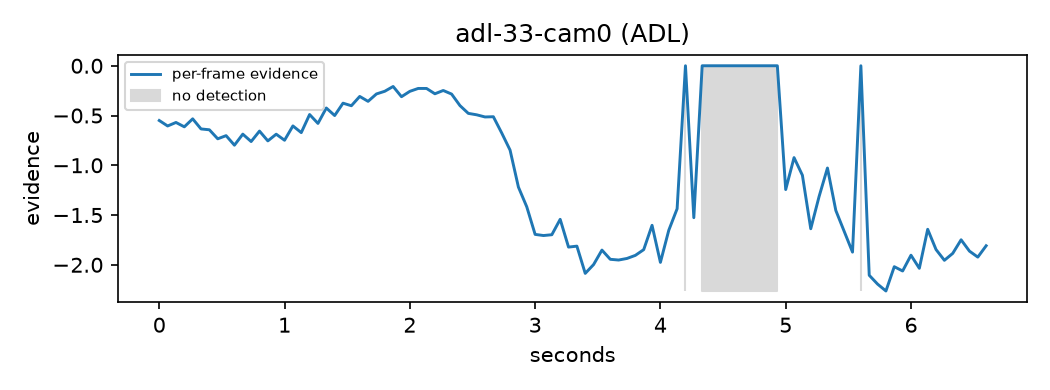 adl-33-cam0 (ADL)
per-frame evidence
no detection
evidence
0.0
−0.5
−1.0
−1.5
−2.0
0 1 2 3 4 5 6
seconds